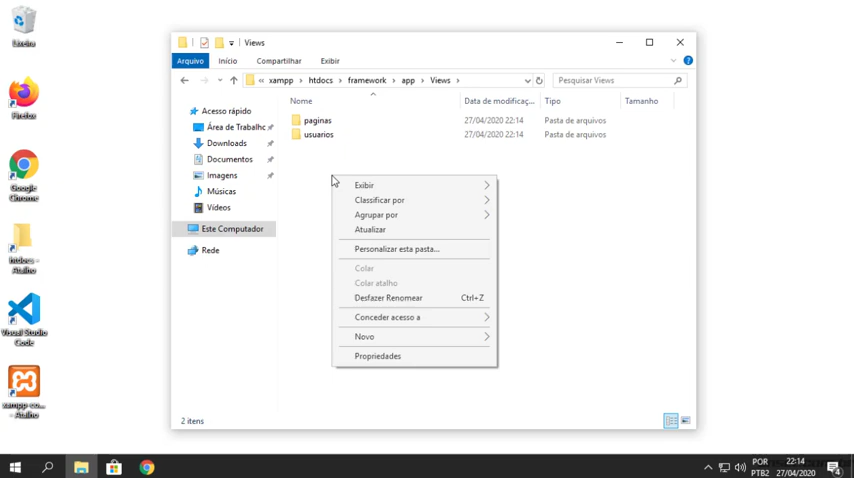 Lixeira
Firefox
Google
Chrome
htdocs -
Atalho
Visual Studio
Code
xampp-co...
- Atalho
Views
Arquivo
Início
Compartilhar
Exibir
« xampp › htdocs › framework › app › Views ›
Pesquisar Views
Nome
Data de modificaç...
Tipo
Tamanho
Acesso rápido
Área de Trabalhc
Downloads
Documentos
Imagens
Músicas
Vídeos
Este Computador
Rede
paginas 27/04/2020 22:14 Pasta de arquivos
usuarios 27/04/2020 22:14 Pasta de arquivos
Exibir
Classificar por
Agrupar por
Atualizar
Personalizar esta pasta...
Colar
Colar atalho
Desfazer Renomear Ctrl+Z
Conceder acesso a
Novo
Propriedades
2 itens
POR
PTB2
22:14
27/04/2020
4